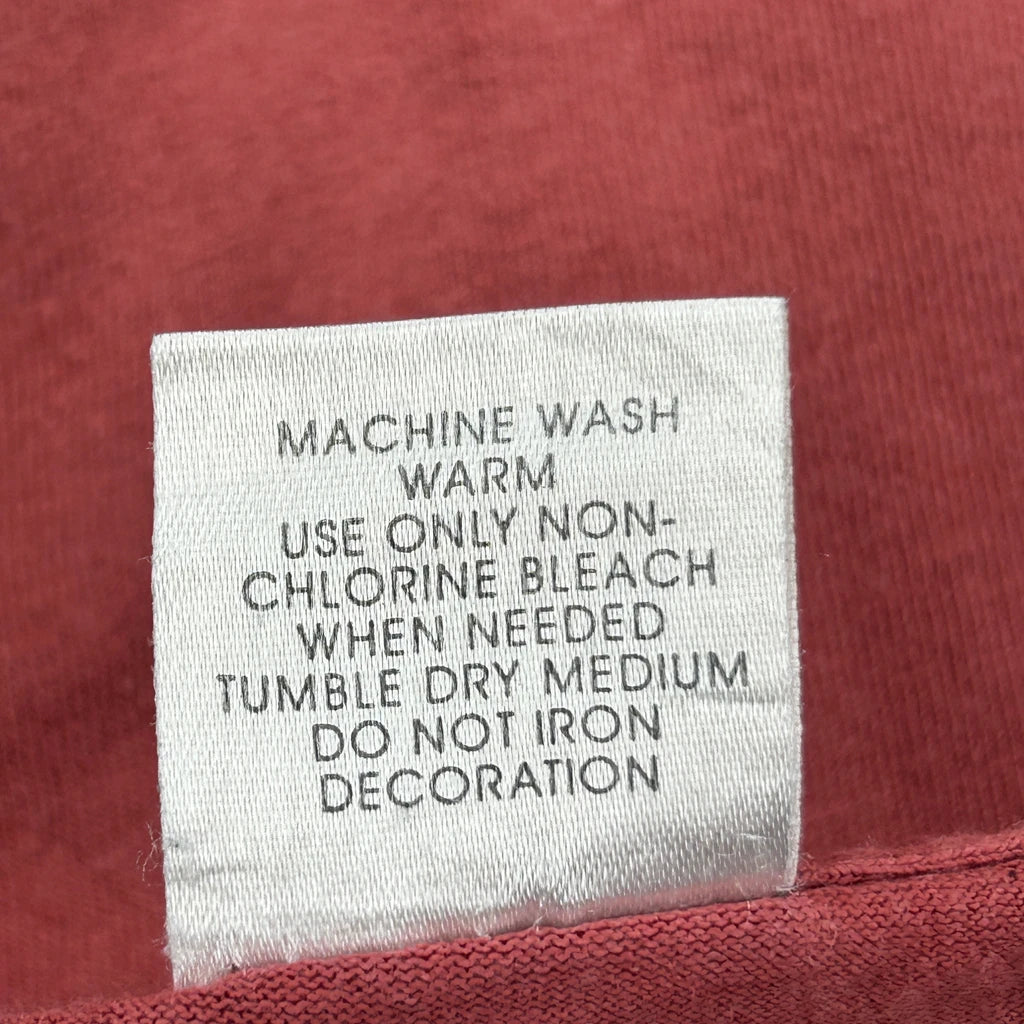 MACHINE WASH
WARM
USE ONLY NON-
CHLORINE BLEACH
WHEN NEEDED
TUMBLE DRY MEDIUM
DO NOT IRON
DECORATION